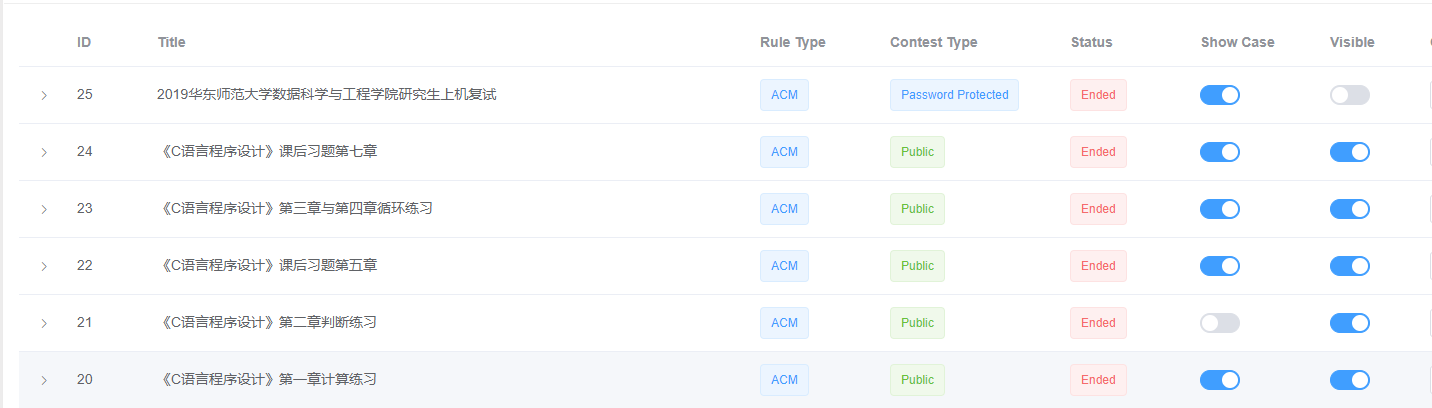 ID Title Rule Type Contest Type Status Show Case Visible
25 2019华东师范大学数据科学与工程学院研究生上机复试 ACM Password Protected Ended
24 《C语言程序设计》课后习题第七章 ACM Public Ended
23 《C语言程序设计》第三章与第四章循环练习 ACM Public Ended
22 《C语言程序设计》课后习题第五章 ACM Public Ended
21 《C语言程序设计》第二章判断练习 ACM Public Ended
20 《C语言程序设计》第一章计算练习 ACM Public Ended